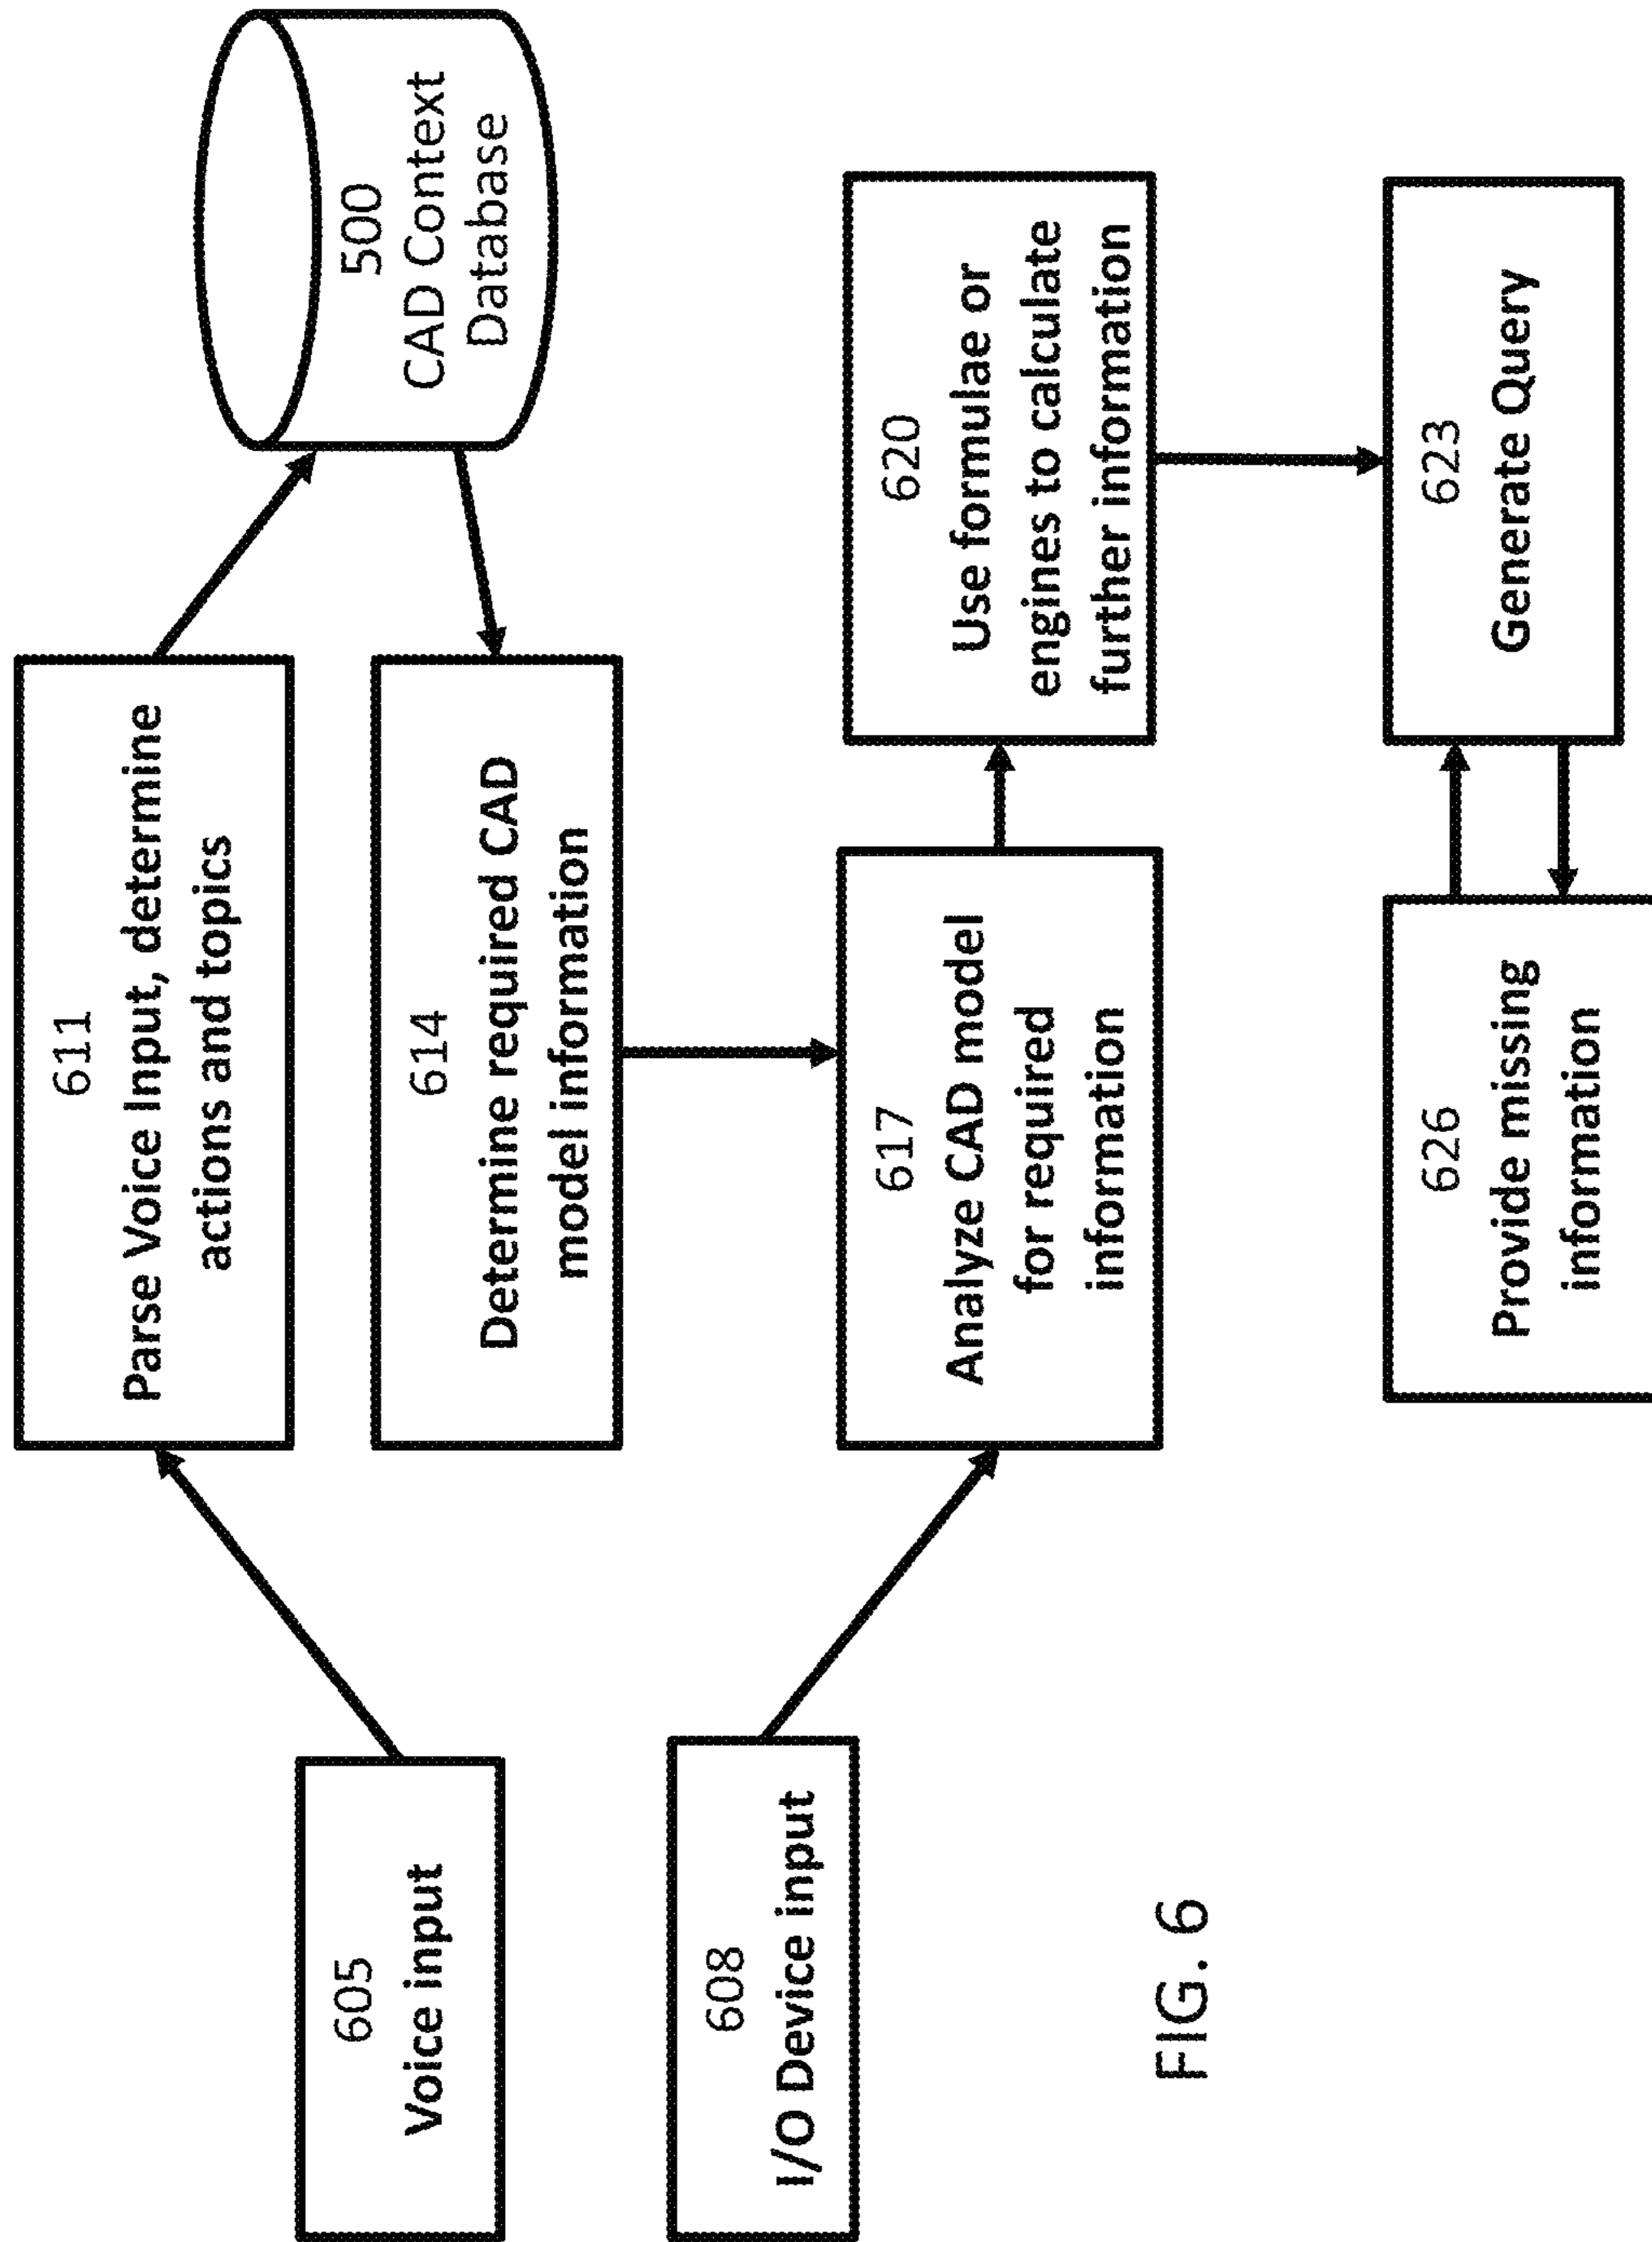 605
Voice input
608
I/O Device input
611
Parse Voice Input, determine
actions and topics
614
Determine required CAD
model information
500
CAD Context
Database
617
Analyze CAD model
for required
information
620
Use formulae or
engines to calculate
further information
626
Provide missing
information
623
Generate Query
FIG. 6